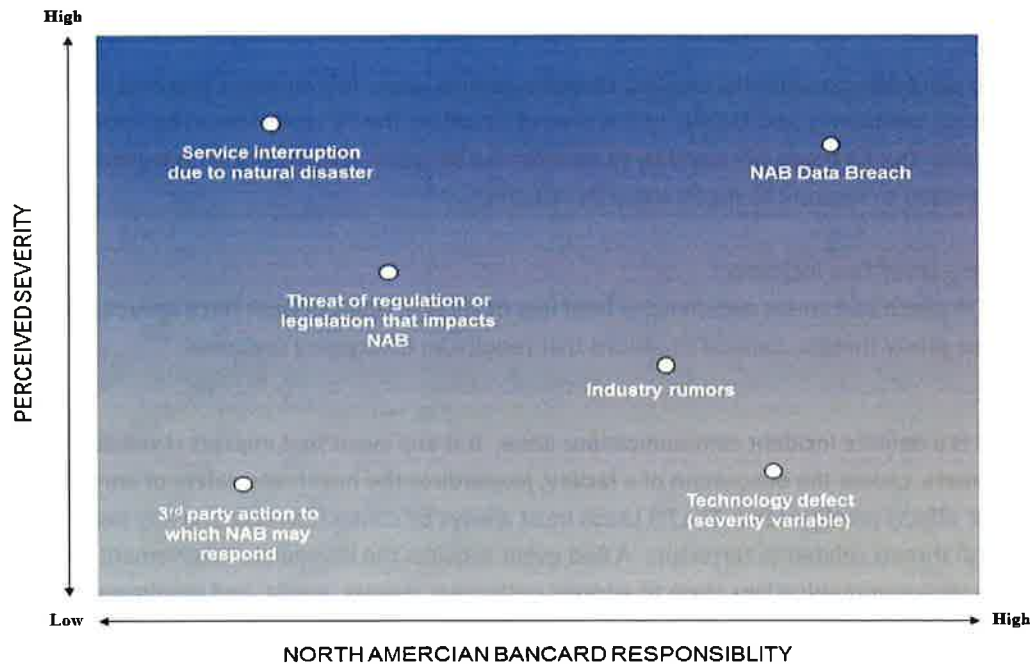 High
Service interruption
due to natural disaster
NAB Data Breach
Threat of regulation or
legislation that impacts
NAB
Industry rumors
3rd party action to
which NAB may
respond
Technology defect
(severity variable)
PERCEIVED SEVERITY
Low
High
NORTH AMERCIAN BANCARD RESPONSIBLITY